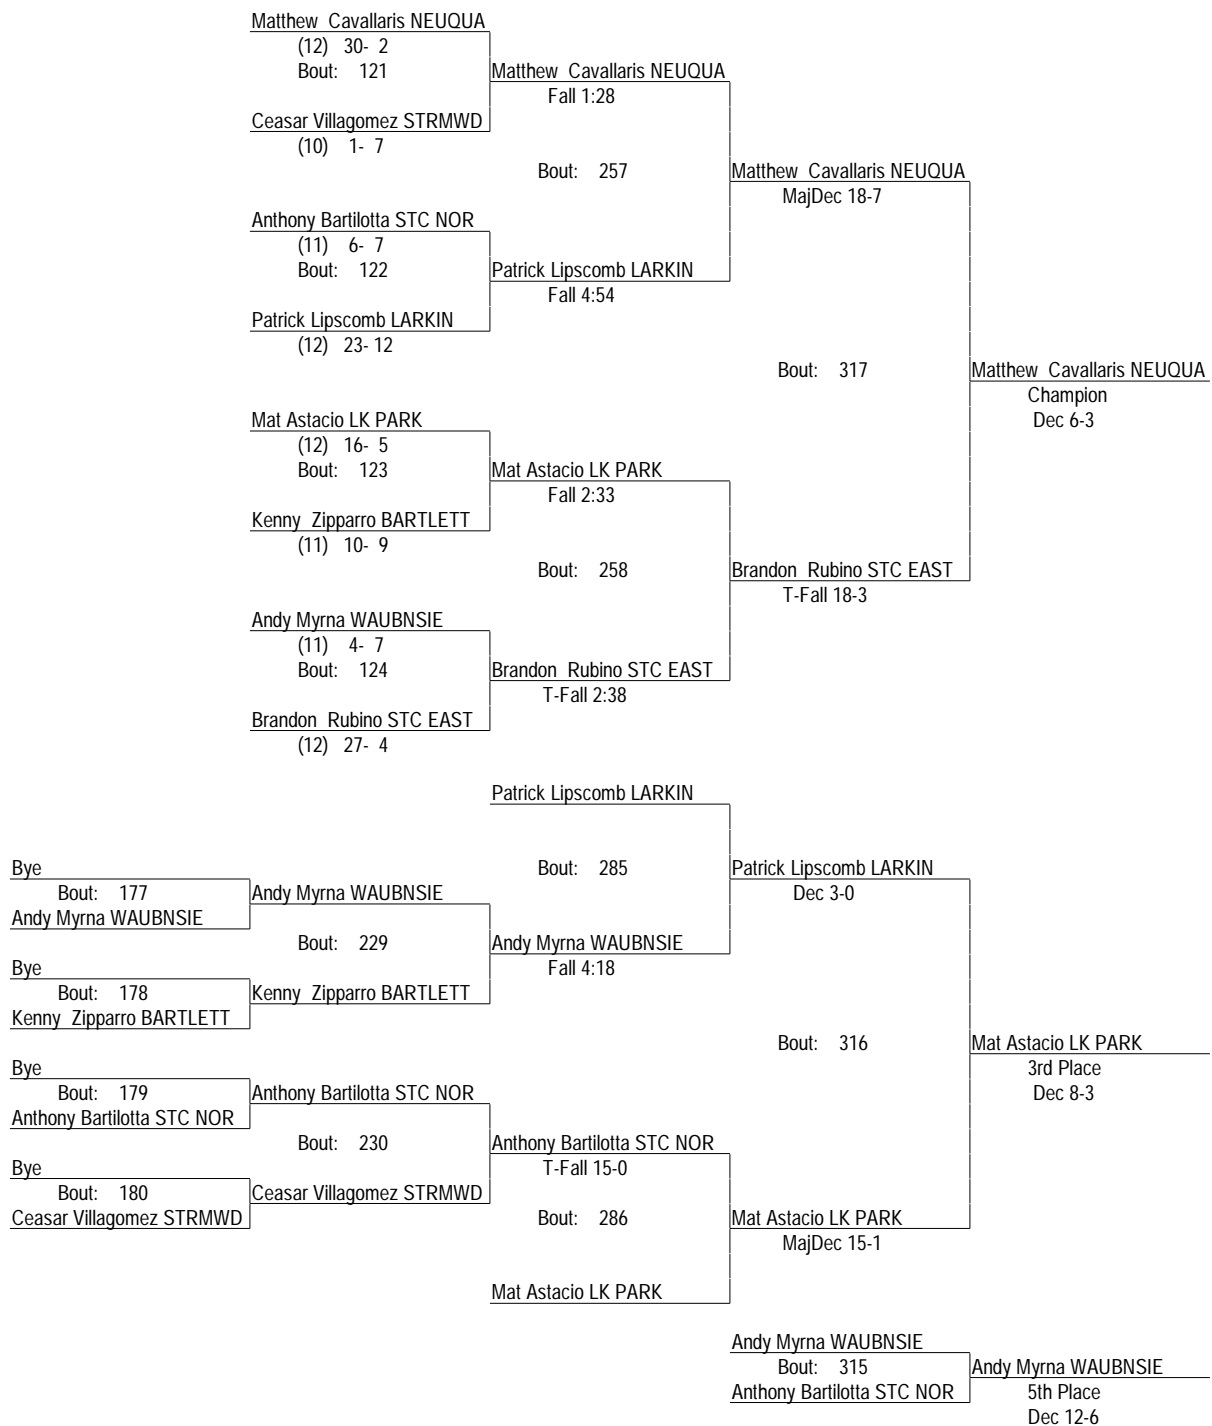 Matthew  Cavallaris NEUQUA
(12)   30-  2
Bout:     121
Matthew  Cavallaris NEUQUA
Fall 1:28
Ceasar Villagomez STRMWD
(10)   1-  7
Bout:     257
Matthew  Cavallaris NEUQUA
MajDec 18-7
Anthony Bartilotta STC NOR
(11)   6-  7
Bout:     122
Patrick Lipscomb LARKIN
Fall 4:54
Patrick Lipscomb LARKIN
(12)   23- 12
Bout:     317
Matthew  Cavallaris NEUQUA
Champion
Dec 6-3
Mat Astacio LK PARK
(12)   16-  5
Bout:     123
Mat Astacio LK PARK
Fall 2:33
Kenny  Zipparro BARTLETT
(11)   10-  9
Bout:     258
Brandon  Rubino STC EAST
T-Fall 18-3
Andy Myrna WAUBNSIE
(11)   4-  7
Bout:     124
Brandon  Rubino STC EAST
T-Fall 2:38
Brandon  Rubino STC EAST
(12)   27-  4
Patrick Lipscomb LARKIN
Bout:     285
Patrick Lipscomb LARKIN
Dec 3-0
Bye
Bout:     177
Andy Myrna WAUBNSIE
Andy Myrna WAUBNSIE
Bout:     229
Andy Myrna WAUBNSIE
Fall 4:18
Bye
Bout:     178
Kenny  Zipparro BARTLETT
Kenny  Zipparro BARTLETT
Bout:     316
Mat Astacio LK PARK
3rd Place
Dec 8-3
Bye
Bout:     179
Anthony Bartilotta STC NOR
Anthony Bartilotta STC NOR
Bout:     230
Anthony Bartilotta STC NOR
T-Fall 15-0
Bye
Bout:     180
Ceasar Villagomez STRMWD
Ceasar Villagomez STRMWD
Bout:     286
Mat Astacio LK PARK
MajDec 15-1
Mat Astacio LK PARK
Andy Myrna WAUBNSIE
Bout:     315
Anthony Bartilotta STC NOR
Andy Myrna WAUBNSIE
5th Place
Dec 12-6